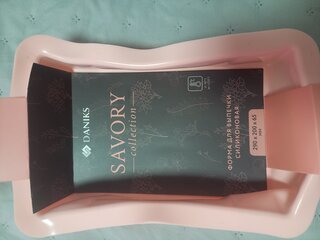 DANIKS
SAVORY
collection
ФОРМА ДЛЯ ВЫПЕЧКИ
СИЛИКОНОВАЯ
290 x 200 x 65